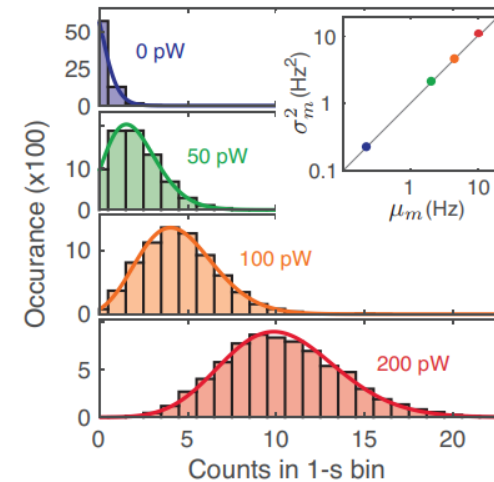 Occurance (x100)
50
25
0
0 pW
10
0
50 pW
10
0
100 pW
5
0
200 pW
0 5 10 15 20
Counts in 1-s bin
σ²ₘ (Hz²)
10
1
0.1
1 10
μₘ (Hz)